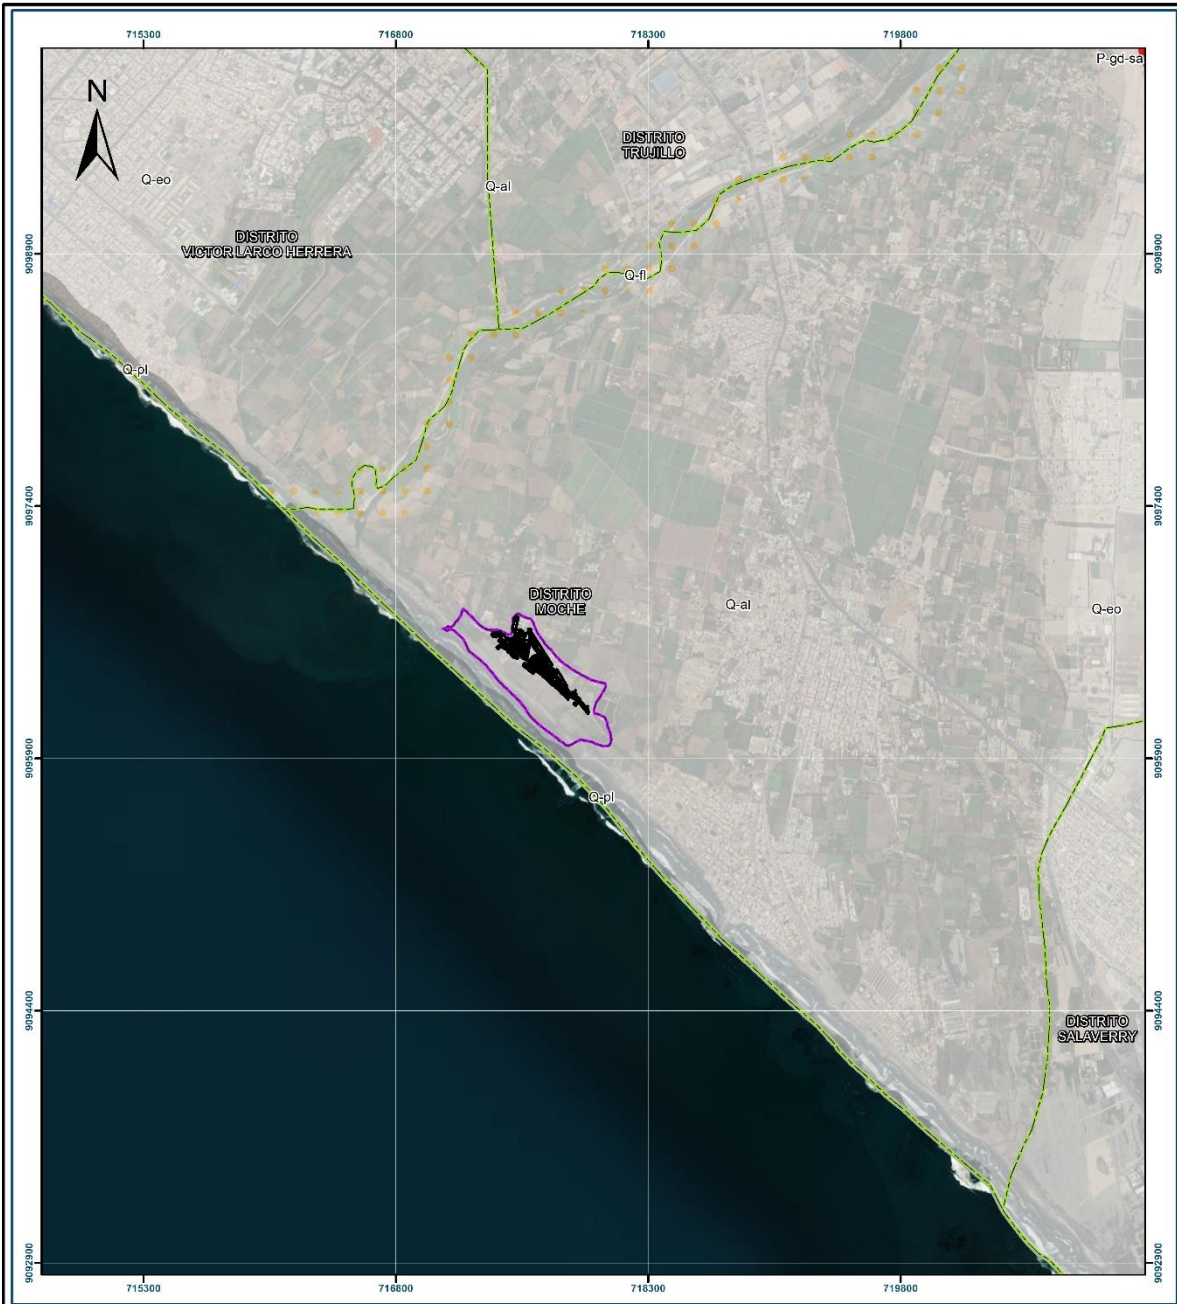 715300
716800
718300
719800
P-gd-sa
N
DISTRITO
TRUJILLO
Q-eo
Q-al
DISTRITO
VICTOR LARCO HERRERA
9098900
9098900
Q-fl
Q-pl
9097400
9097400
DISTRITO
MOCHE
Q-al
Q-eo
9095900
9095900
Q-pl
9094400
9094400
DISTRITO
SALAVERRY
9092900
9092900
715300
716800
718300
719800